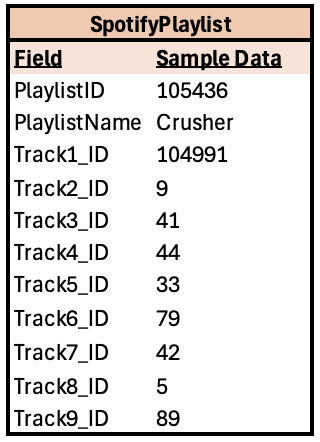 SpotifyPlaylist
Field Sample Data
PlaylistID 105436
PlaylistName Crusher
Track1_ID 104991
Track2_ID 9
Track3_ID 41
Track4_ID 44
Track5_ID 33
Track6_ID 79
Track7_ID 42
Track8_ID 5
Track9_ID 89